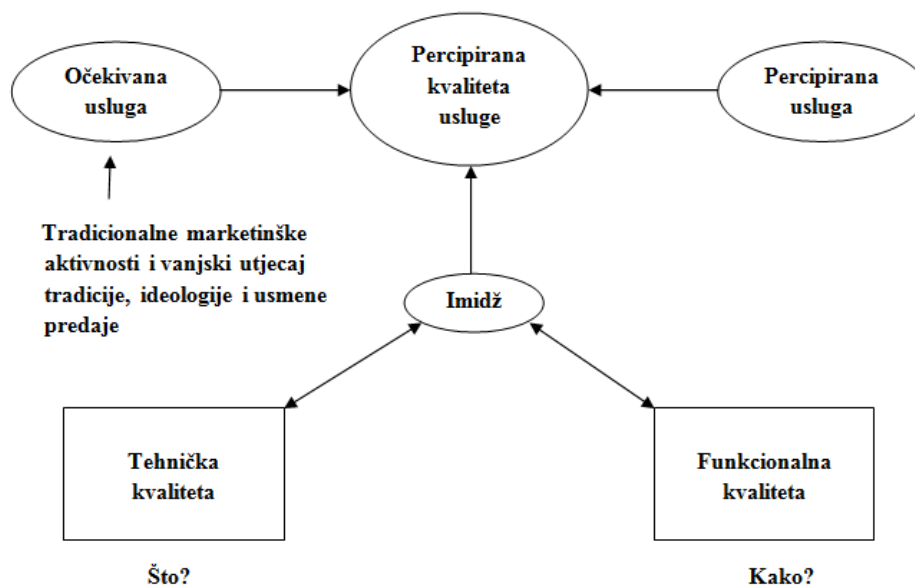 Očekivana
usluga
Percipirana
kvaliteta
usluge
Percipirana
usluga
Tradicionalne marketinške
aktivnosti i vanjski utjecaj
tradicije, ideologije i usmene
predaje
Imidž
Tehnička
kvaliteta
Funkcionalna
kvaliteta
Što?
Kako?